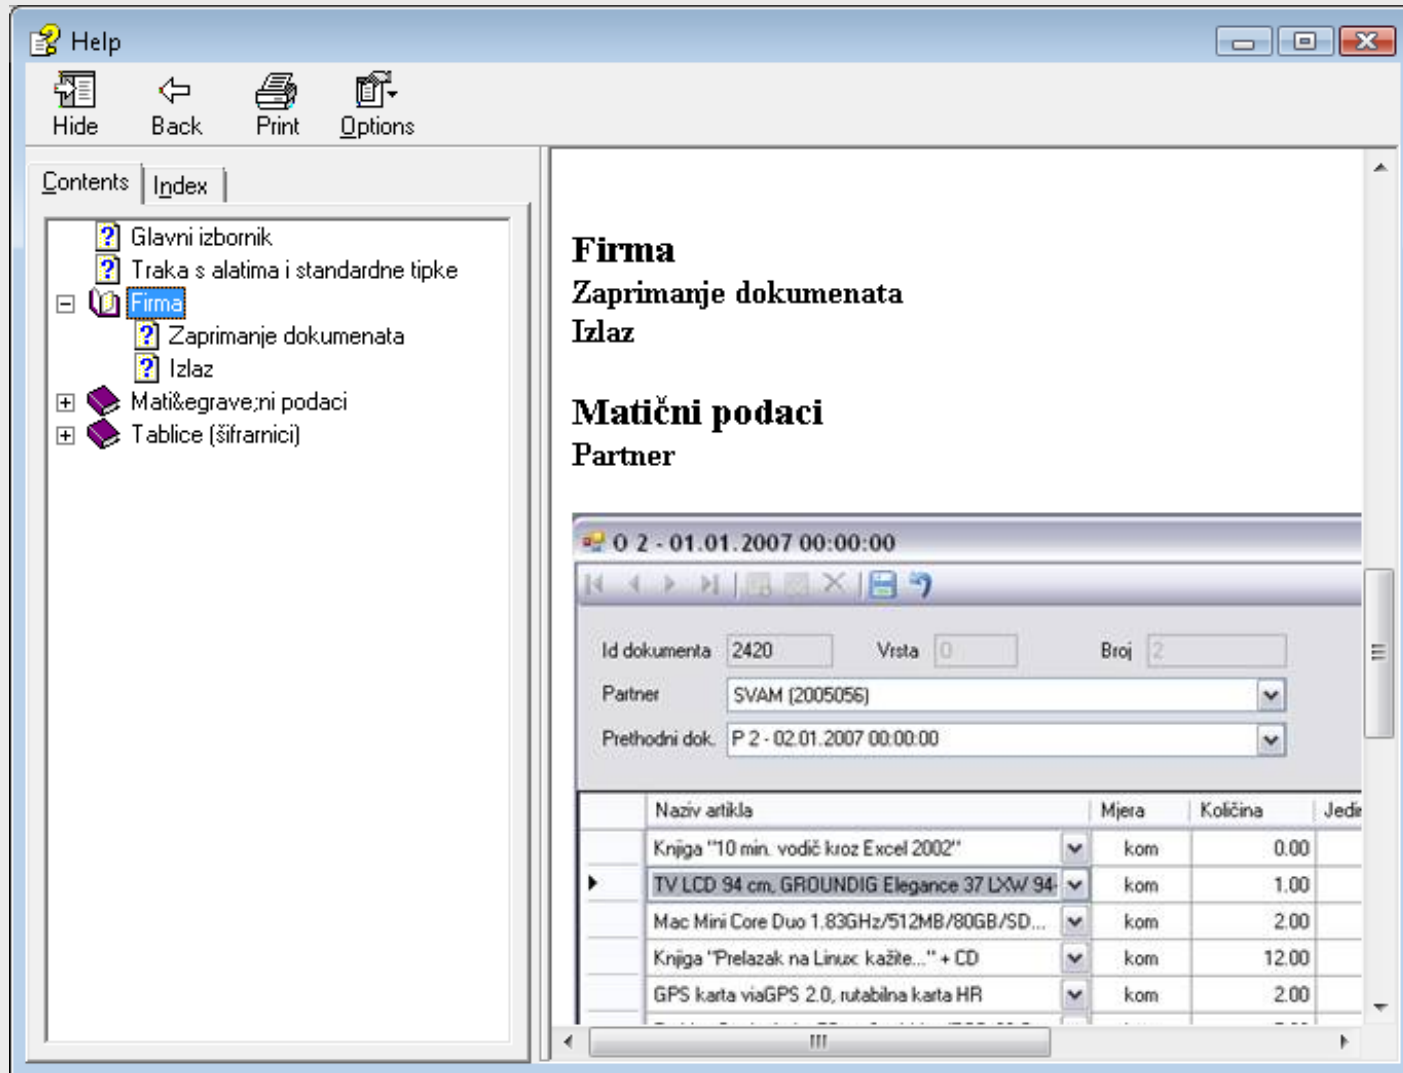 Help
Hide Back Print Options
Contents Index
Glavni izbornik
Traka s alatima i standardne tipke
Firma
Zaprimanje dokumenata
Izlaz
Mati&egrave;ni podaci
Tablice (šifrarnici)
Firma
Zaprimanje dokumenata
Izlaz
Matični podaci
Partner
O 2 - 01.01.2007 00:00:00
Id dokumenta 2420 Vrsta O Broj 2
Partner SVAM (2005056)
Prethodni dok. P 2 - 02.01.2007 00:00:00
Naziv artikla Mjera Količina
Knjiga "10 min. vodič kroz Excel 2002" kom 0.00
TV LCD 94 cm, GROUNDIG Elegance 37 LXW 94- kom 1.00
Mac Mini Core Duo 1.83GHz/512MB/80GB/SD... kom 2.00
Knjiga "Prelazak na Linux: kažite..." + CD kom 12.00
GPS karta viaGPS 2.0, rutabilna karta HR kom 2.00